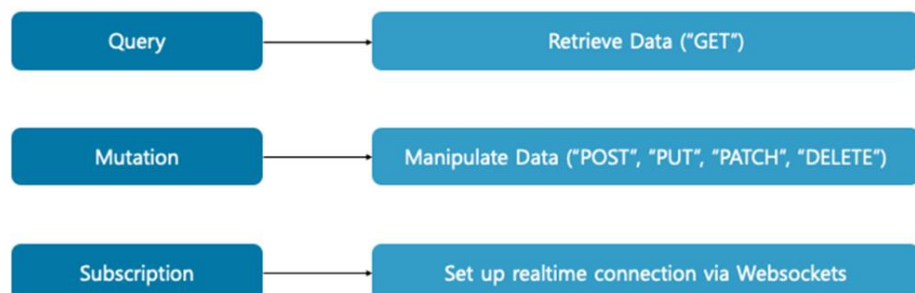 Query
Retrieve Data (“GET”)
Mutation
Manipulate Data (“POST”, “PUT”, “PATCH”, “DELETE”)
Subscription
Set up realtime connection via Websockets